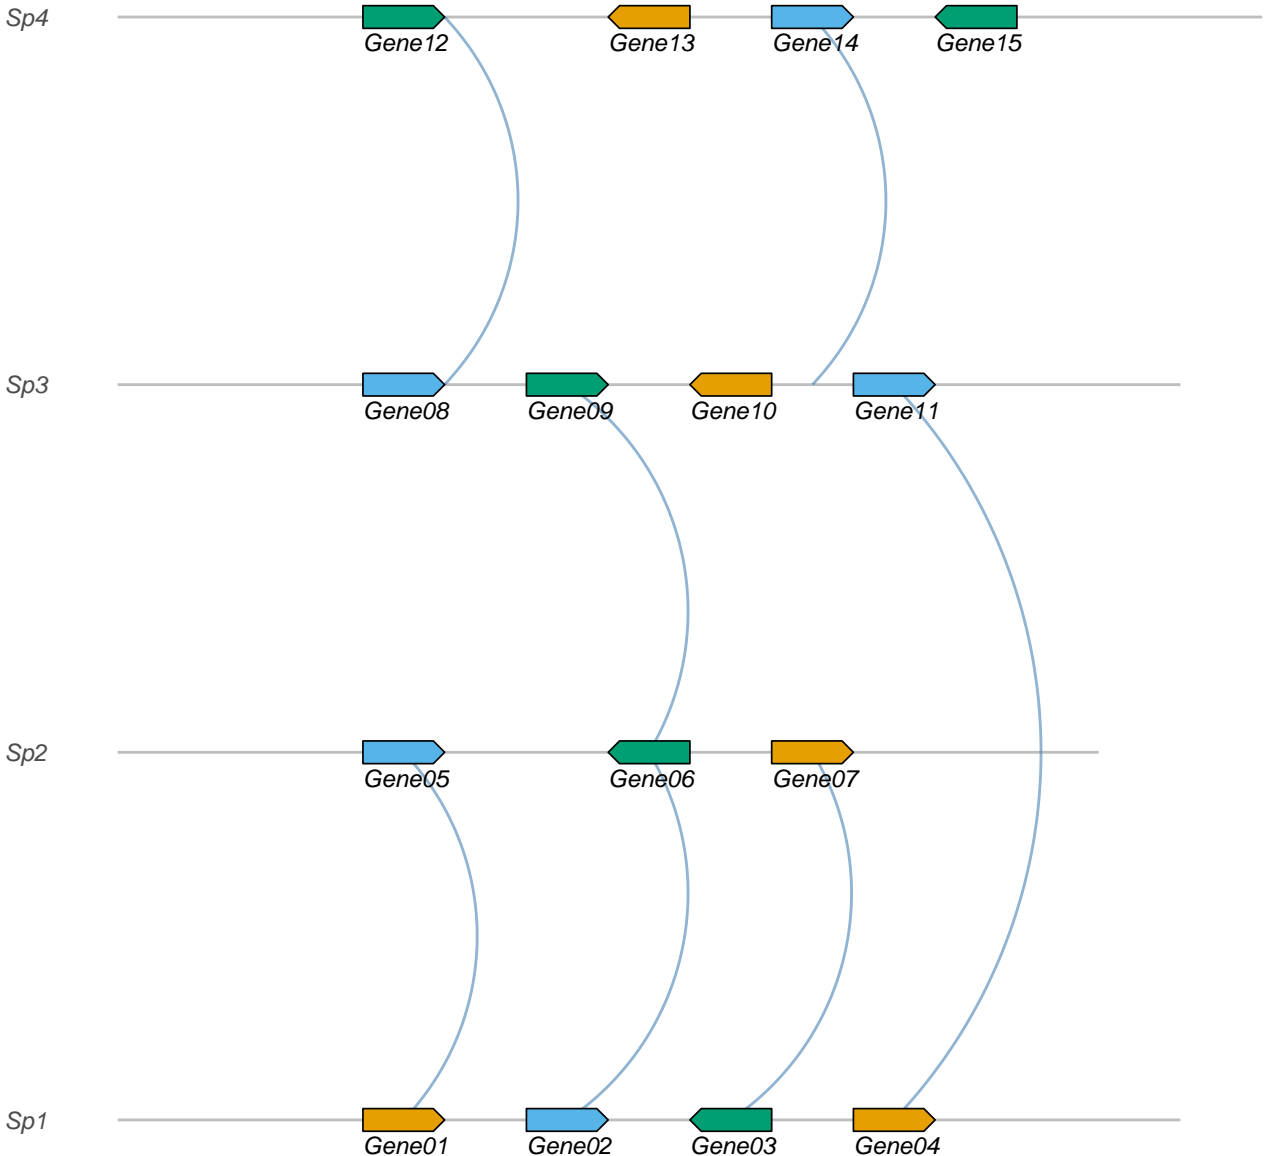 Sp4
Gene12 Gene13 Gene14 Gene15
Sp3
Gene08 Gene09 Gene10 Gene11
Sp2
Gene05 Gene06 Gene07
Sp1
Gene01 Gene02 Gene03 Gene04